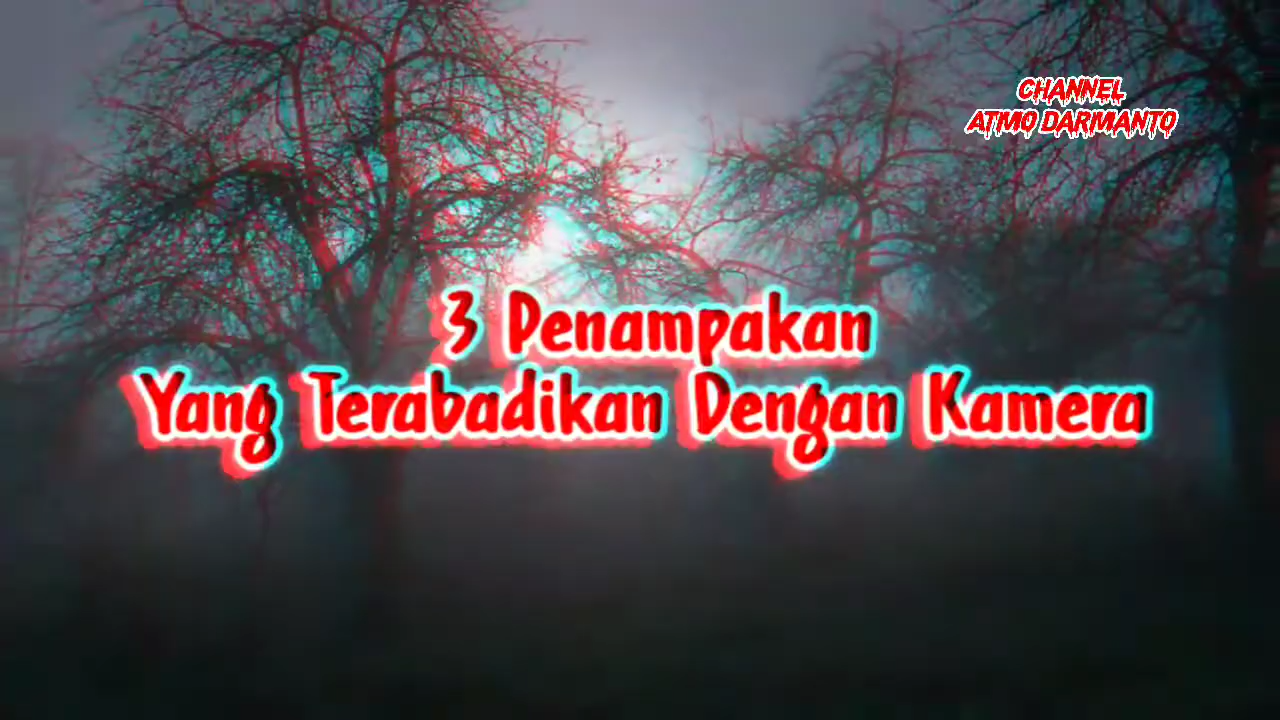 CHANNEL
ATMO DARMANTO
3 Penampakan
Yang Terabadikan Dengan Kamera